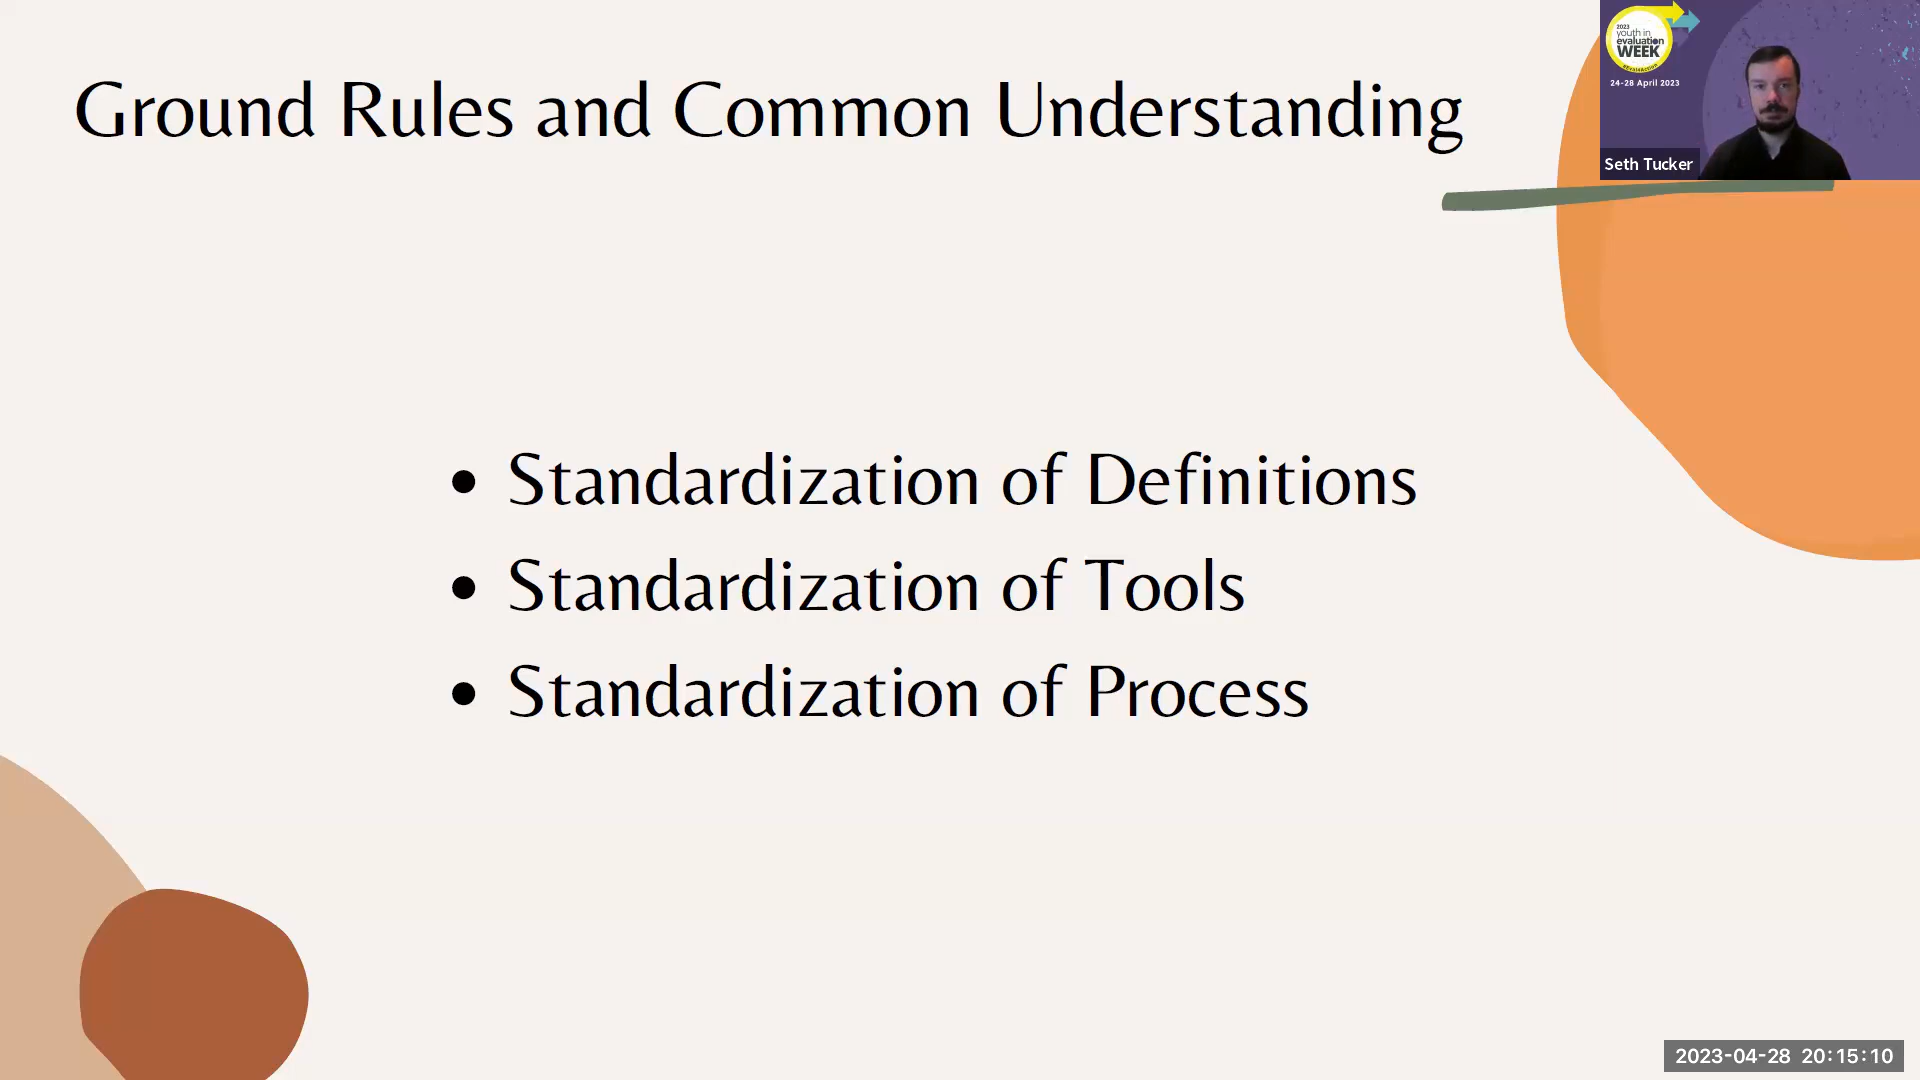 Ground Rules and Common Understanding
2023
youth in
evaluation
WEEK
24-28 April 2023
Seth Tucker
• Standardization of Definitions
• Standardization of Tools
• Standardization of Process
2023-04-28 20:15:10